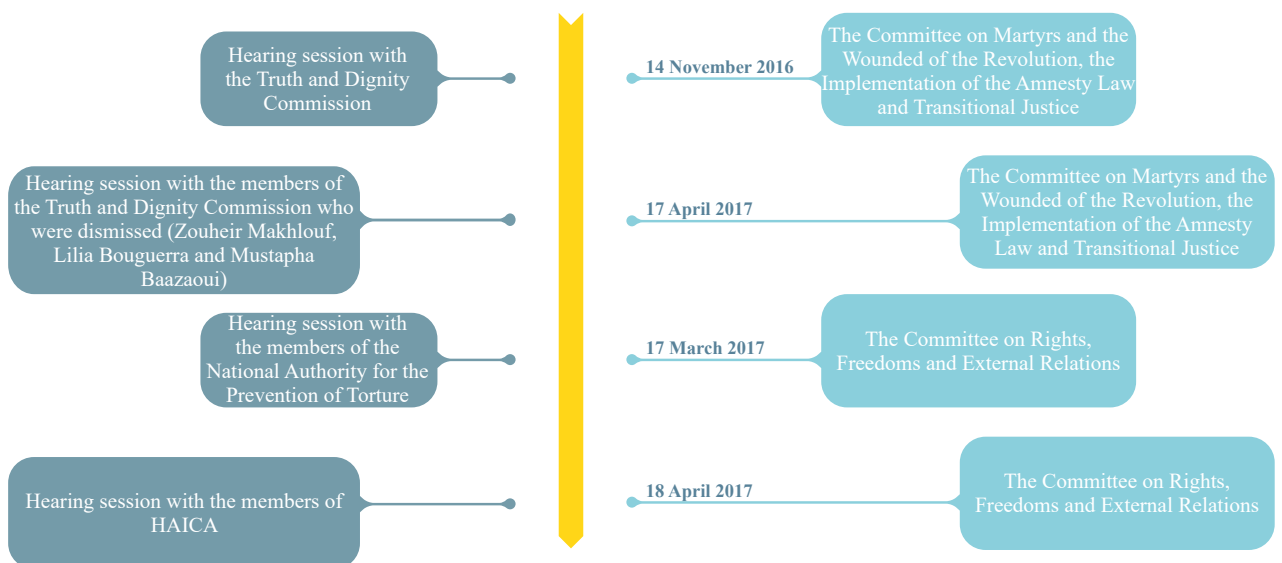 Hearing session with
the Truth and Dignity
Commission
14 November 2016
The Committee on Martyrs and the
Wounded of the Revolution, the
Implementation of the Amnesty Law
and Transitional Justice
Hearing session with the members of
the Truth and Dignity Commission who
were dismissed (Zouheir Makhlouf,
Lilia Bouguerra and Mustapha
Baazaoui)
17 April 2017
The Committee on Martyrs and the
Wounded of the Revolution, the
Implementation of the Amnesty
Law and Transitional Justice
Hearing session with
the members of the
National Authority for the
Prevention of Torture
17 March 2017
The Committee on Rights,
Freedoms and External Relations
Hearing session with the members of
HAICA
18 April 2017
The Committee on Rights,
Freedoms and External Relations